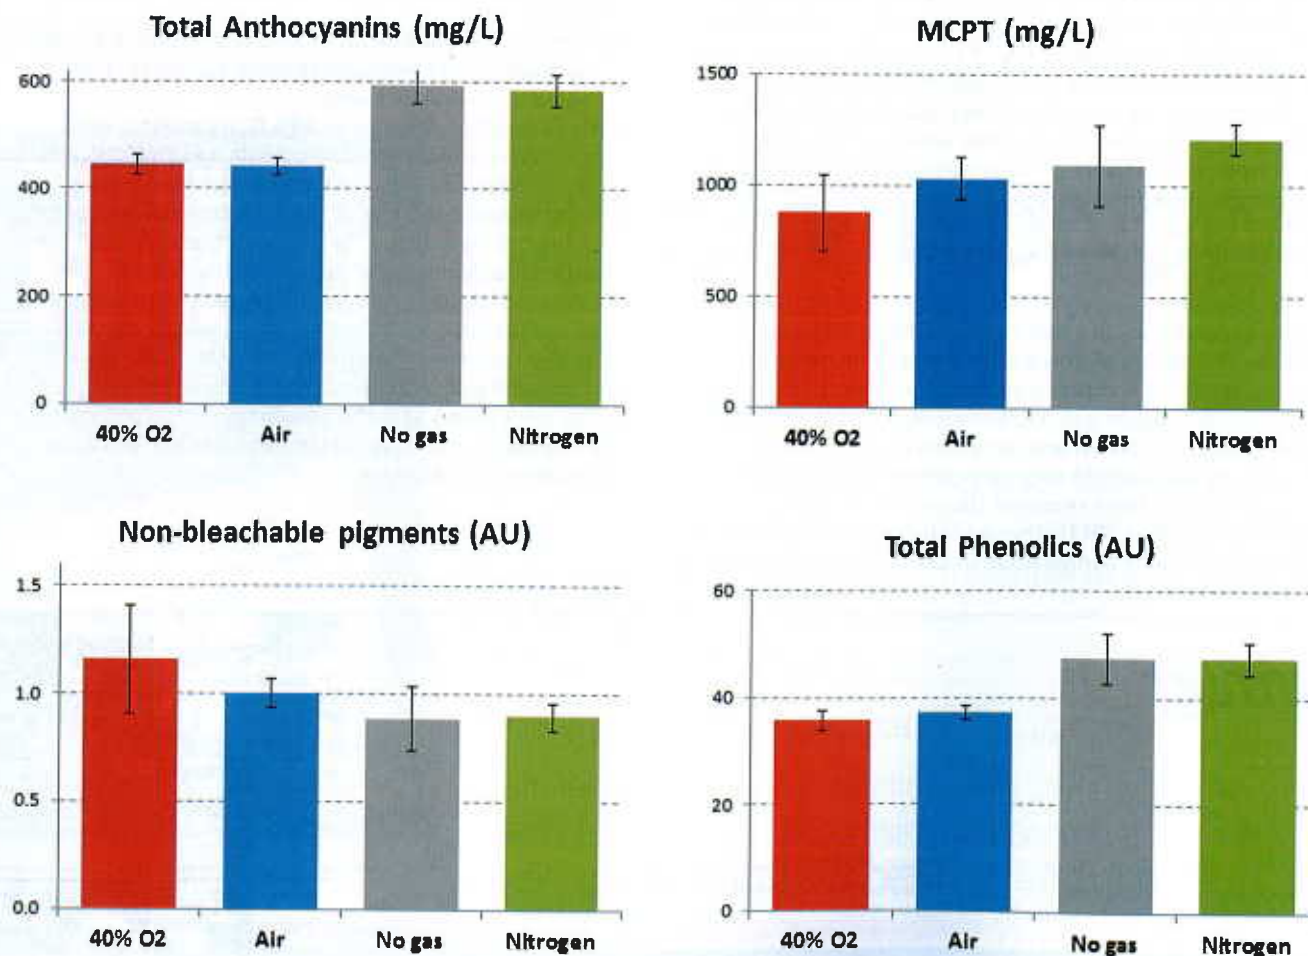 Total Anthocyanins (mg/L)
600
400
200
0
40% O2 Air No gas Nitrogen
MCPT (mg/L)
1500
1000
500
0
40% O2 Air No gas Nitrogen
Non-bleachable pigments (AU)
1.5
1.0
0.5
0.0
40% O2 Air No gas Nitrogen
Total Phenolics (AU)
60
40
20
0
40% O2 Air No gas Nitrogen